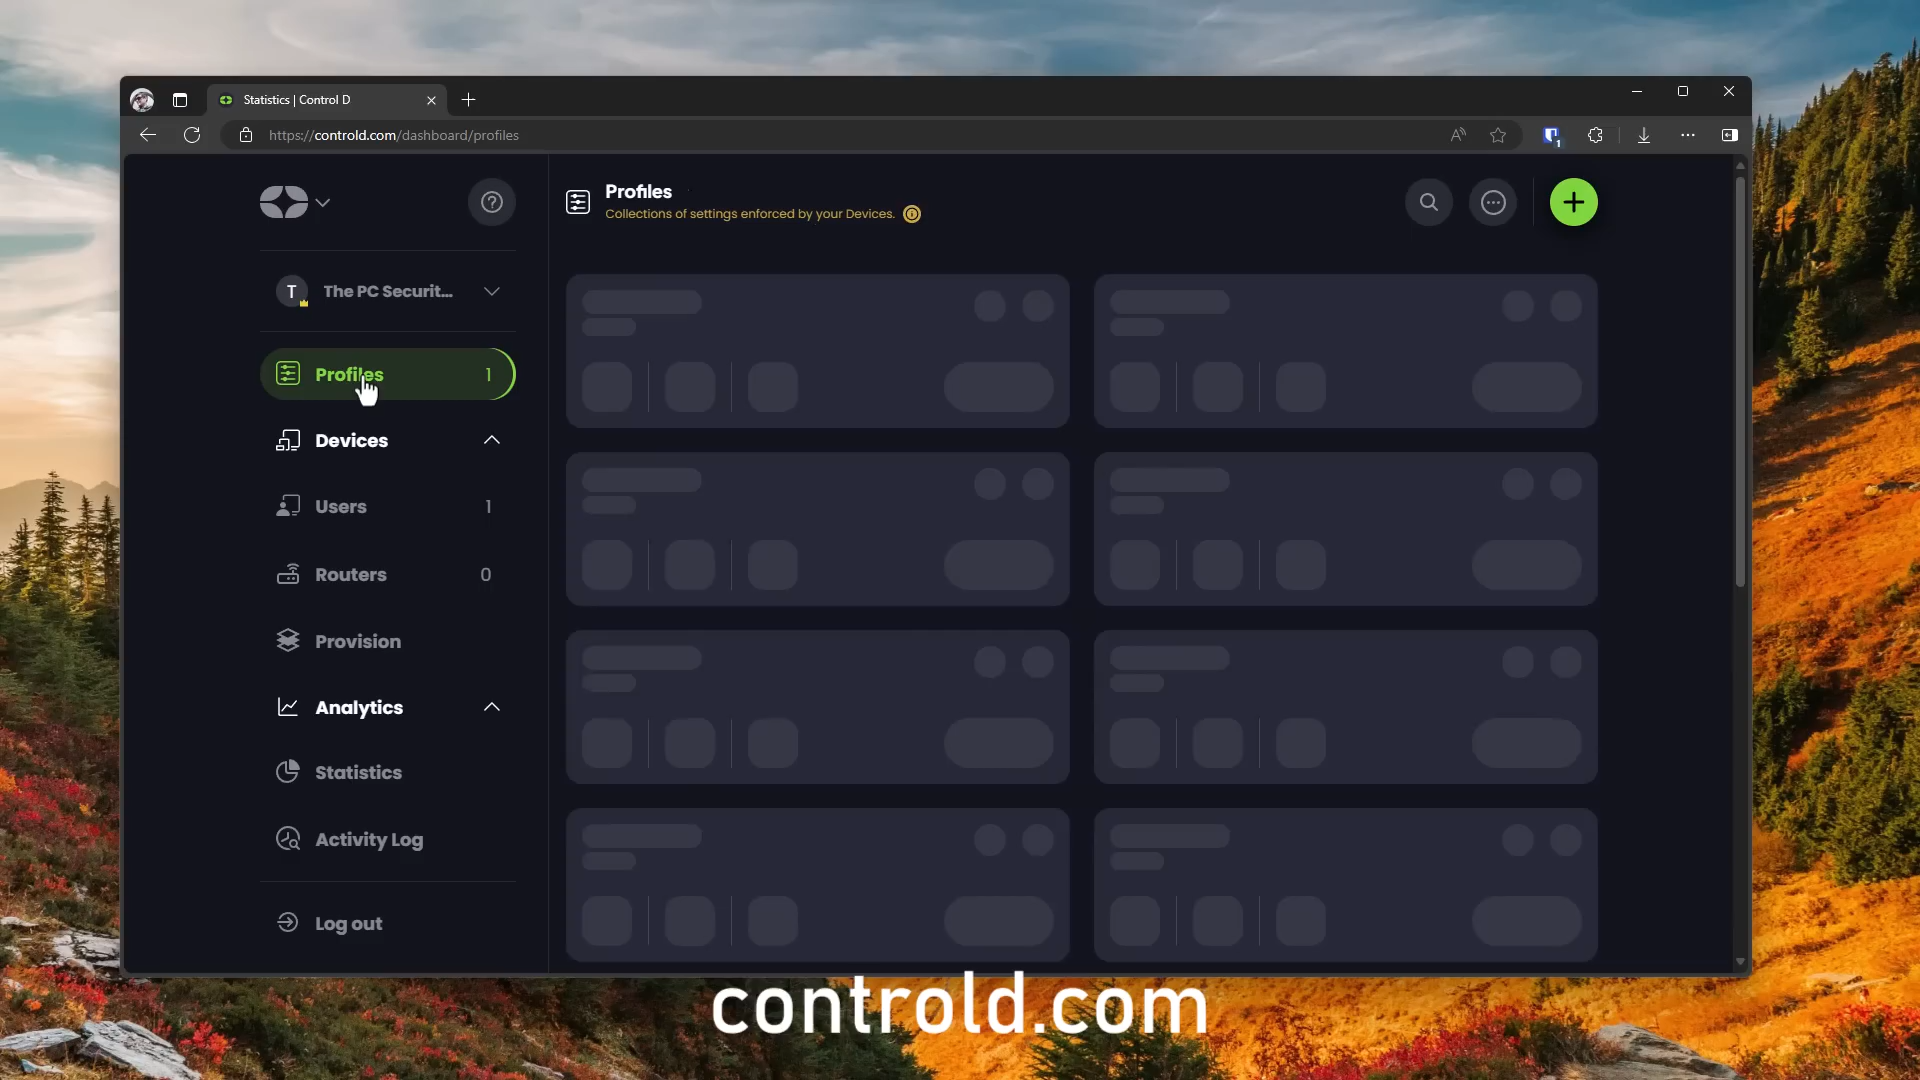 Statistics | Control D
https://controld.com/dashboard/profiles
1
Profiles
Collections of settings enforced by your Devices.
T
The PC Securit...
Profiles 1
Devices
Users 1
Routers 0
Provision
Analytics
Statistics
Activity Log
Log out
controld.com